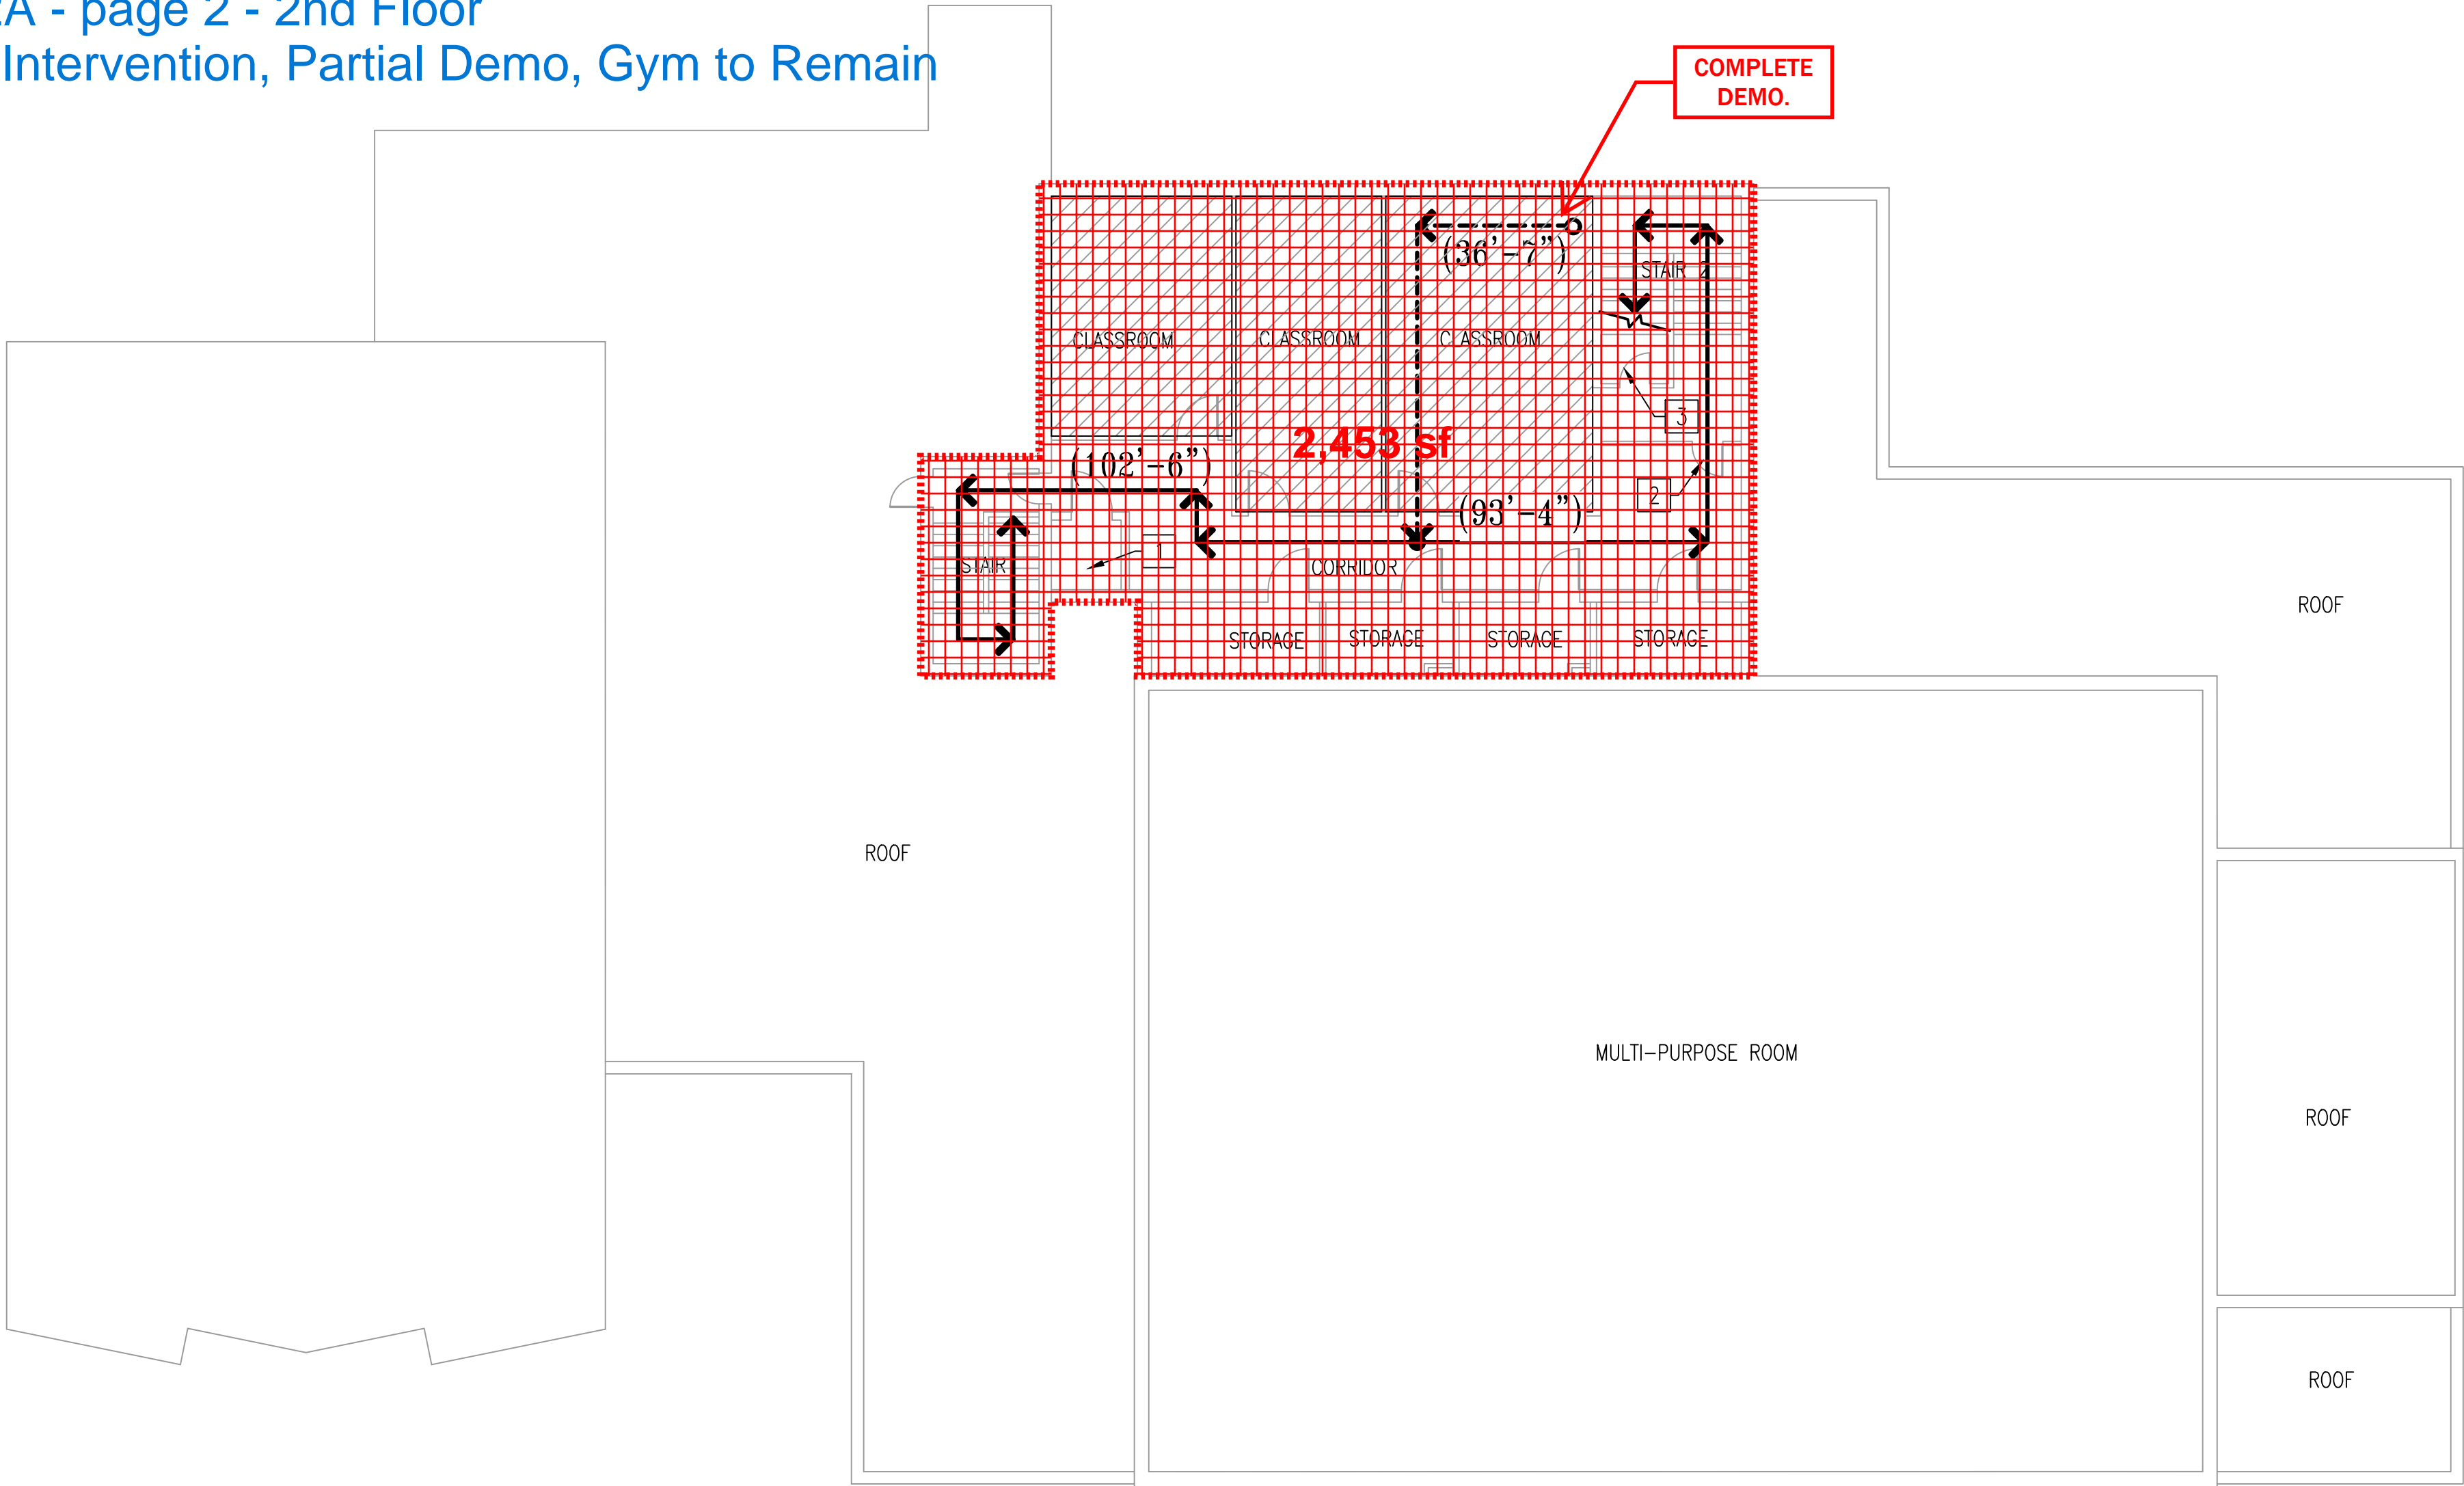 A - page 2 - 2nd Floor
Intervention, Partial Demo, Gym to Remain
COMPLETE
DEMO.
(36'-7")
STAIR 2
CLASSROOM
CLASSROOM
CLASSROOM
3
2,453 sf
(102'-6")
2
(93'-4")
1
STAIR
CORRIDOR
ROOF
STORAGE
STORAGE
STORAGE
STORAGE
ROOF
MULTI-PURPOSE ROOM
ROOF
ROOF